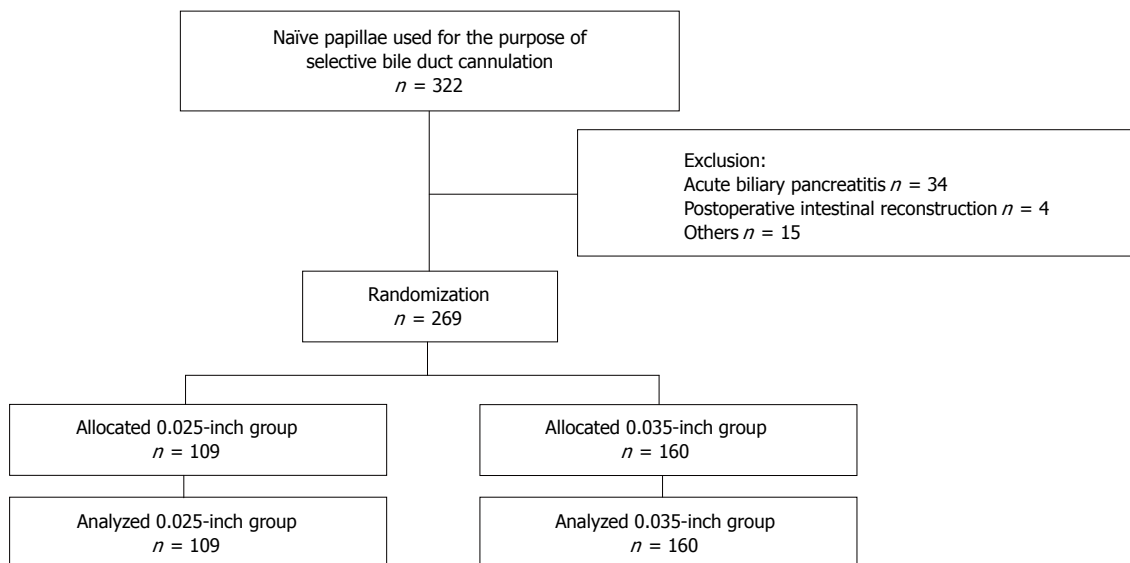 Naïve papillae used for the purpose of
selective bile duct cannulation
n = 322
Exclusion:
Acute biliary pancreatitis n = 34
Postoperative intestinal reconstruction n = 4
Others n = 15
Randomization
n = 269
Allocated 0.025-inch group
n = 109
Allocated 0.035-inch group
n = 160
Analyzed 0.025-inch group
n = 109
Analyzed 0.035-inch group
n = 160